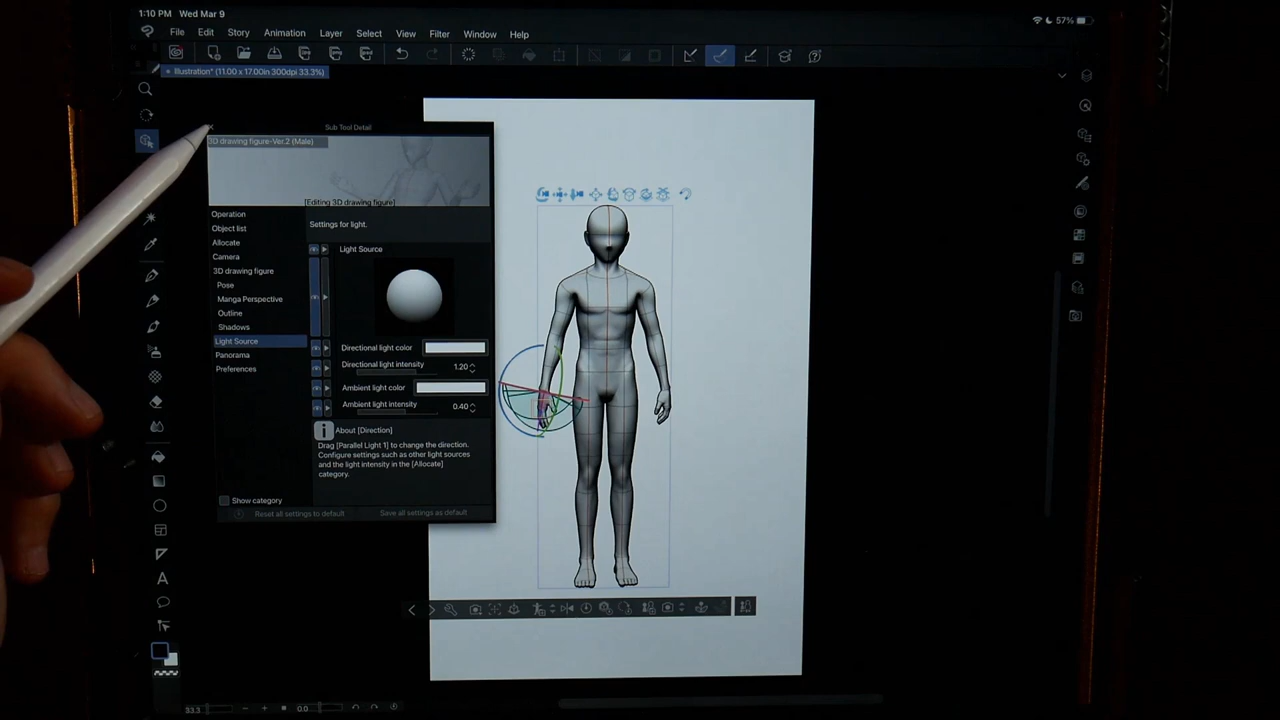 1:10 PM Wed Mar 9
57%
File Edit Story Animation Layer Select View Filter Window Help
Illustration* (11.00 x 17.00in 300dpi 33.3%)
Sub Tool Detail
3D drawing figure-Ver.2 (Male)
[Editing 3D drawing figure]
Operation
Object list
Allocate
Camera
3D drawing figure
Pose
Manga Perspective
Outline
Shadows
Light Source
Panorama
Preferences
Settings for light.
Light Source
Directional light color
Directional light intensity 1.20
Ambient light color
Ambient light intensity 0.40
About [Direction]
Drag [Parallel Light 1] to change the direction.
Configure settings such as other light sources
and the light intensity in the [Allocate]
category.
Show category
Reset all settings to default Save all settings as default
A
33.3 0.0